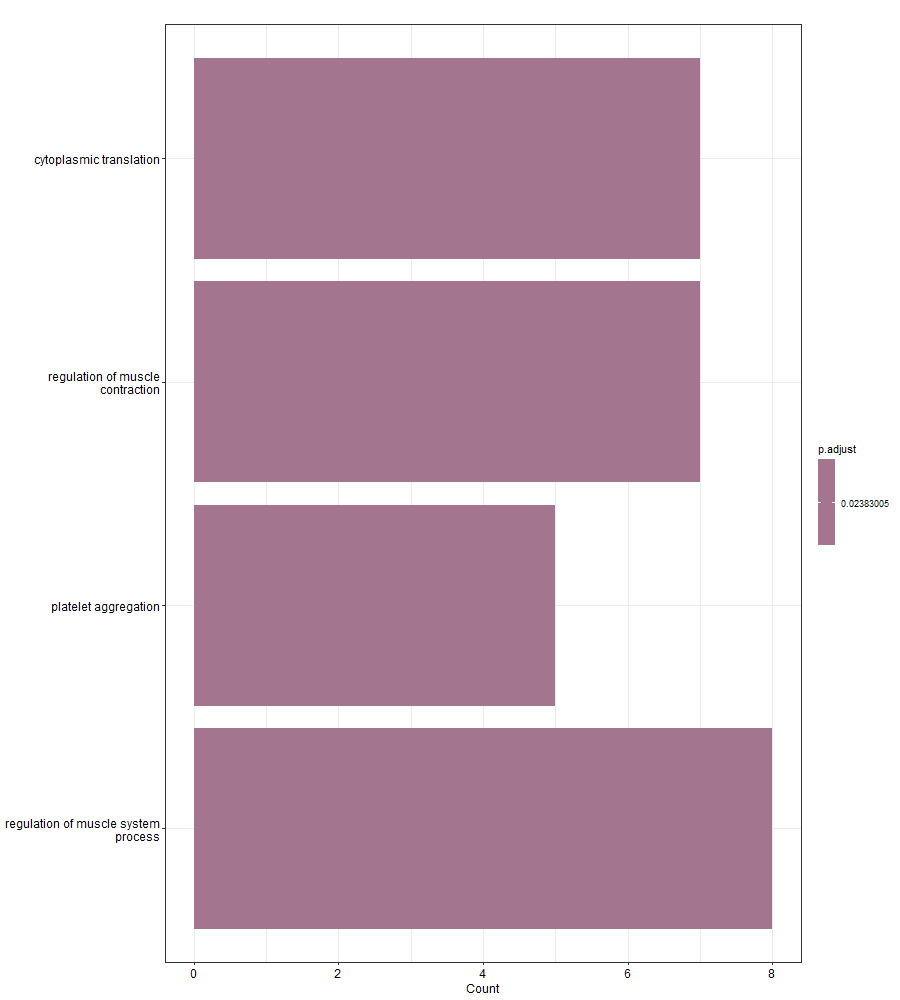 cytoplasmic translation
regulation of muscle
contraction
platelet aggregation
regulation of muscle system
process
0 2 4 6 8
Count
p.adjust
0.02383005